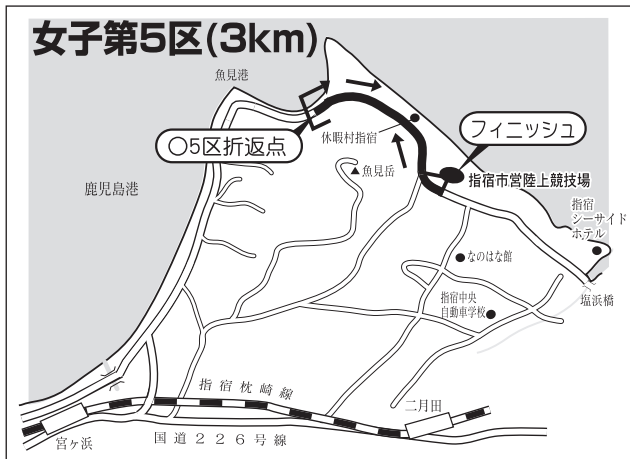 女子第5区(3km)
魚見港
休暇村指宿
フィニッシュ
○5区折返点
魚見岳
指宿市営陸上競技場
鹿児島港
指宿
シーサイド
ホテル
なのはな館
指宿中央
自動車学校
塩浜橋
指宿枕崎線
二月田
宮ヶ浜
国道226号線